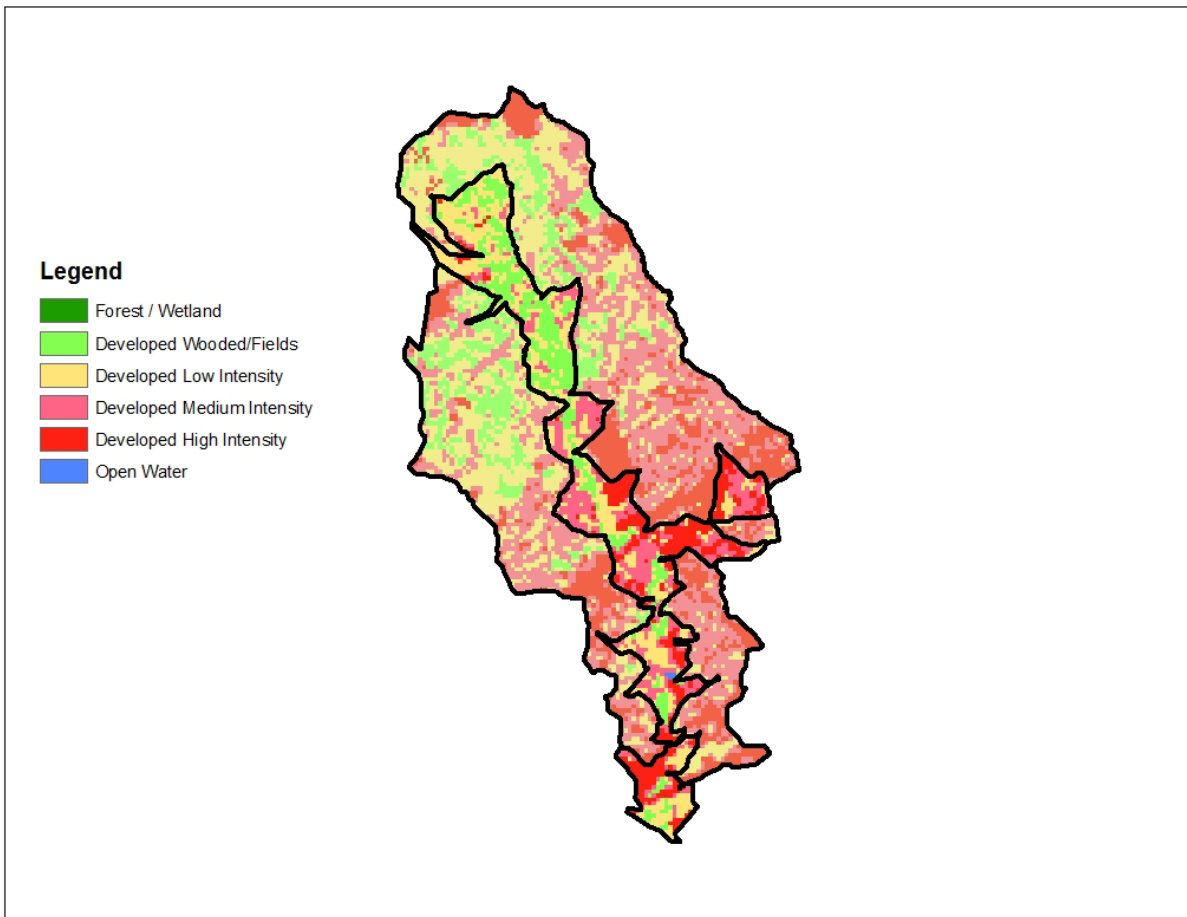 Legend
Forest / Wetland
Developed Wooded/Fields
Developed Low Intensity
Developed Medium Intensity
Developed High Intensity
Open Water